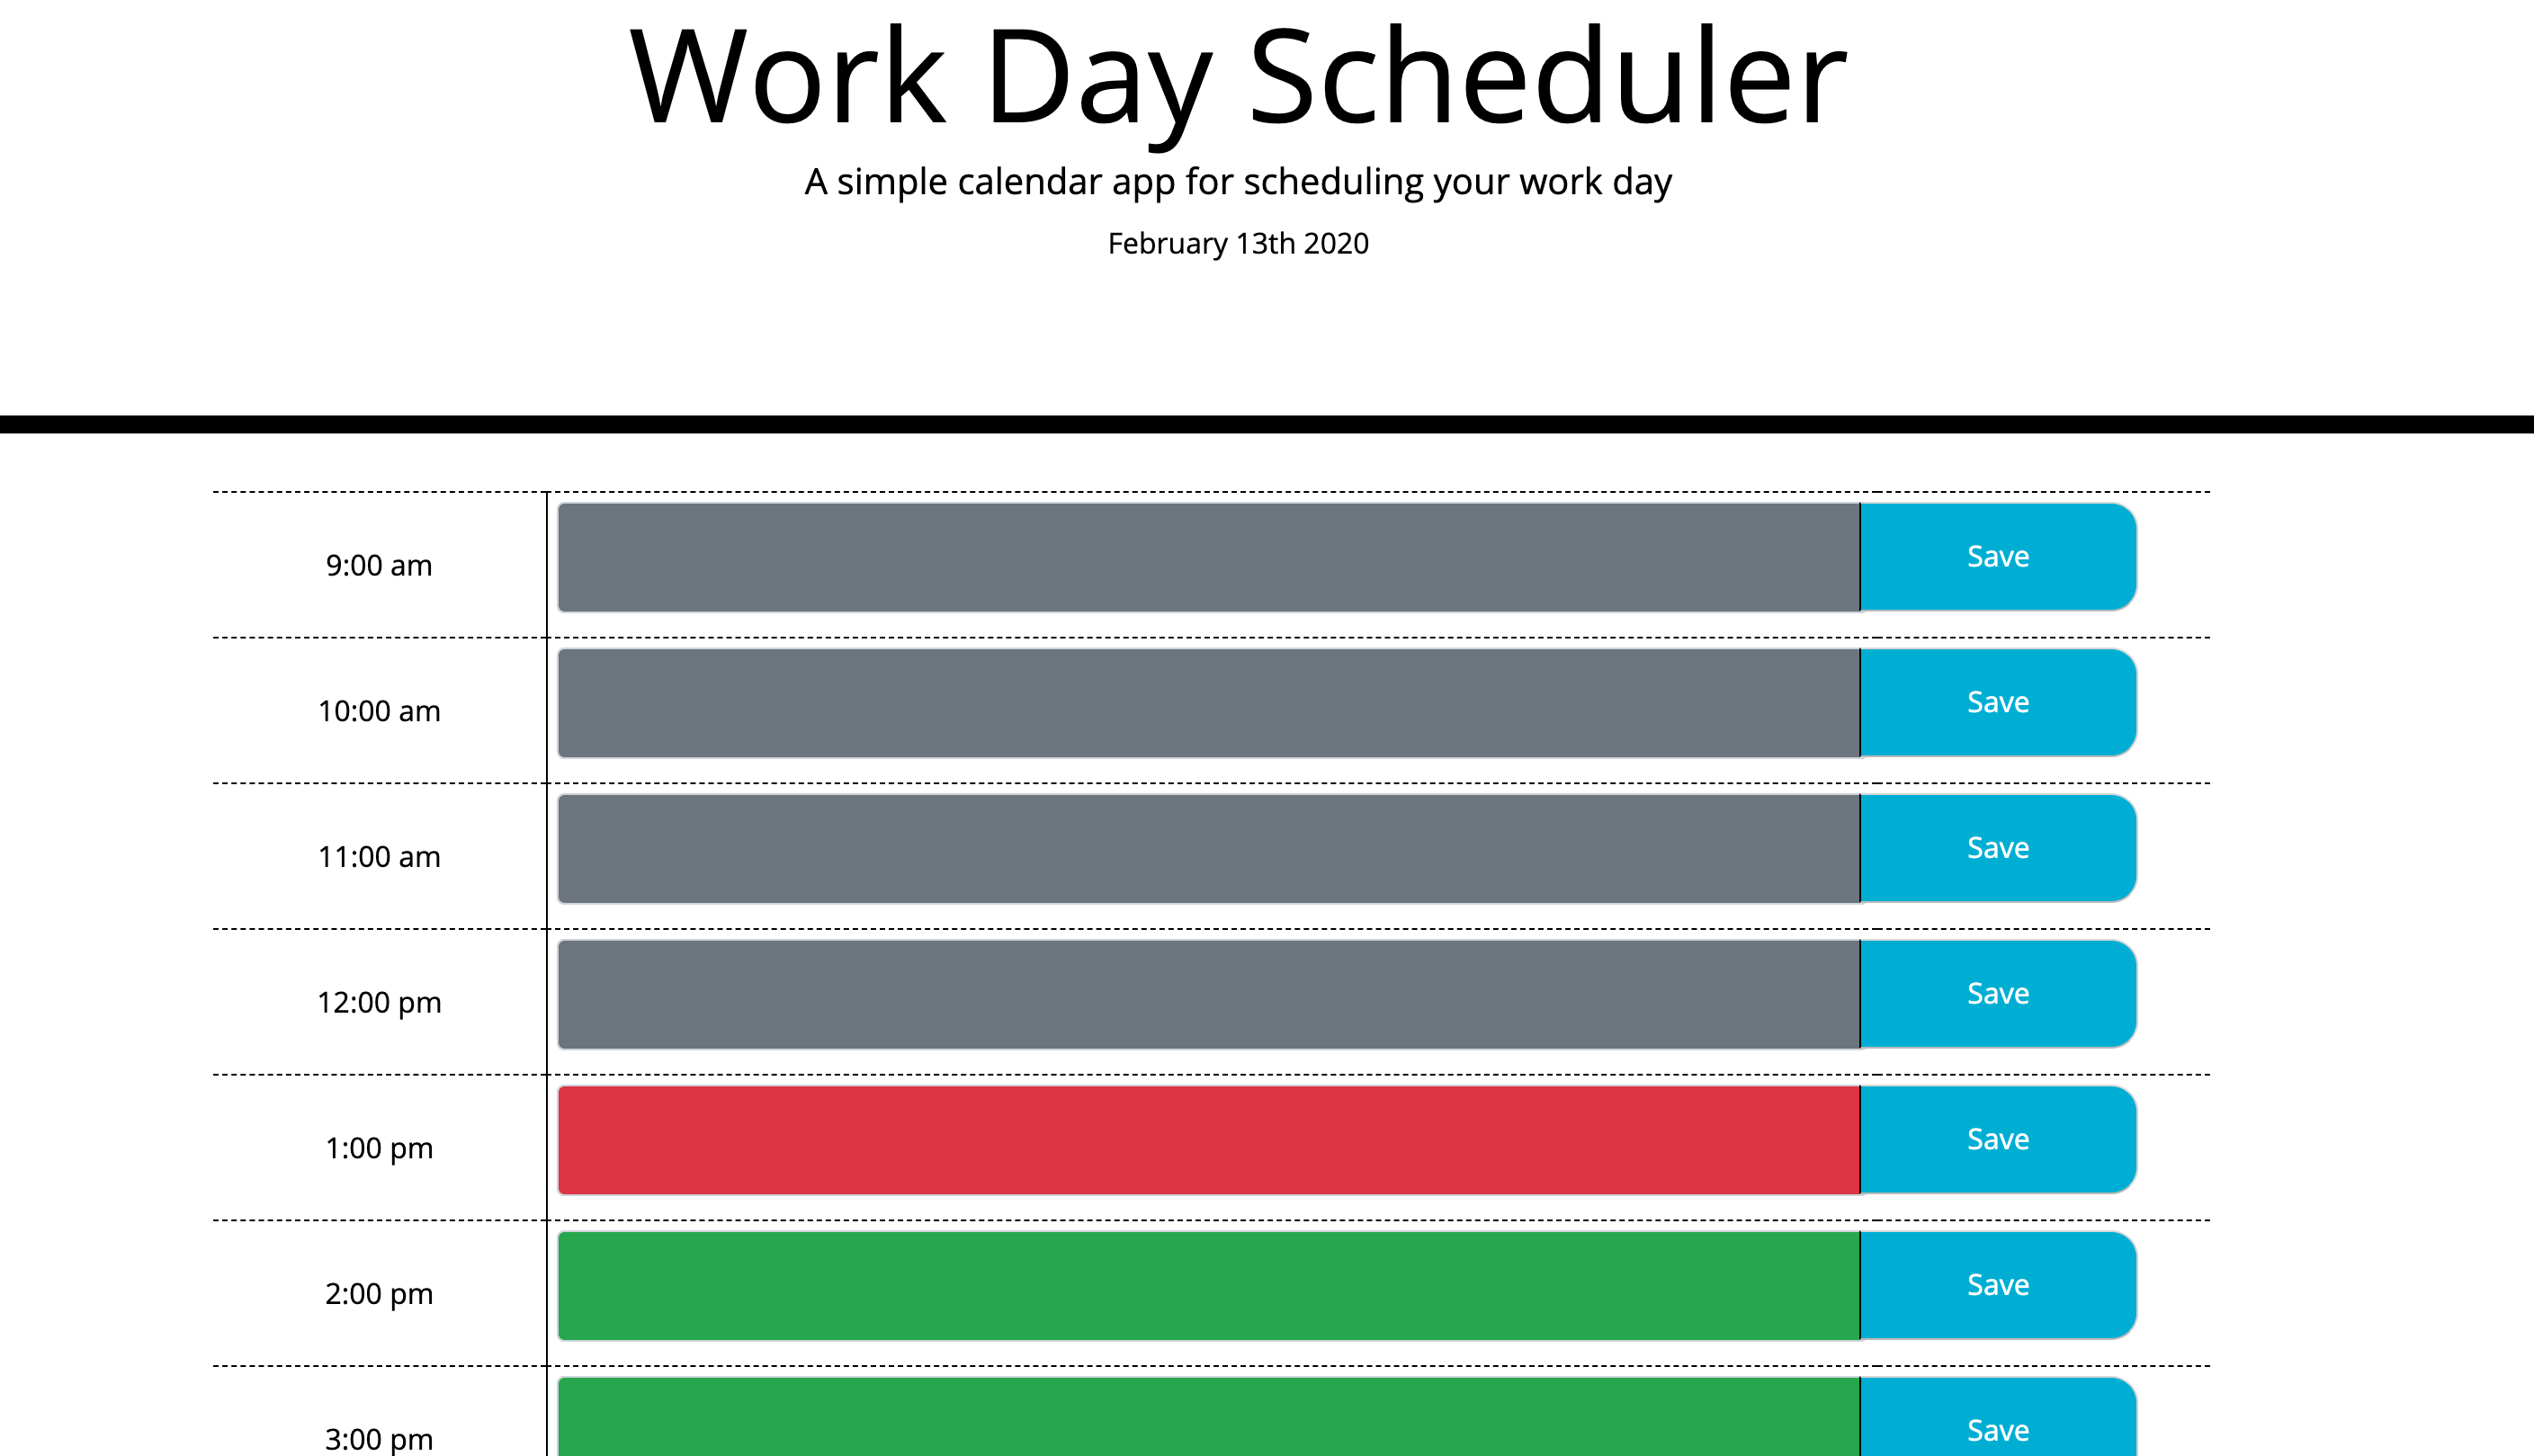 Work Day Scheduler
A simple calendar app for scheduling your work day
February 13th 2020
9:00 am Save
10:00 am Save
11:00 am Save
12:00 pm Save
1:00 pm Save
2:00 pm Save
3:00 pm Save